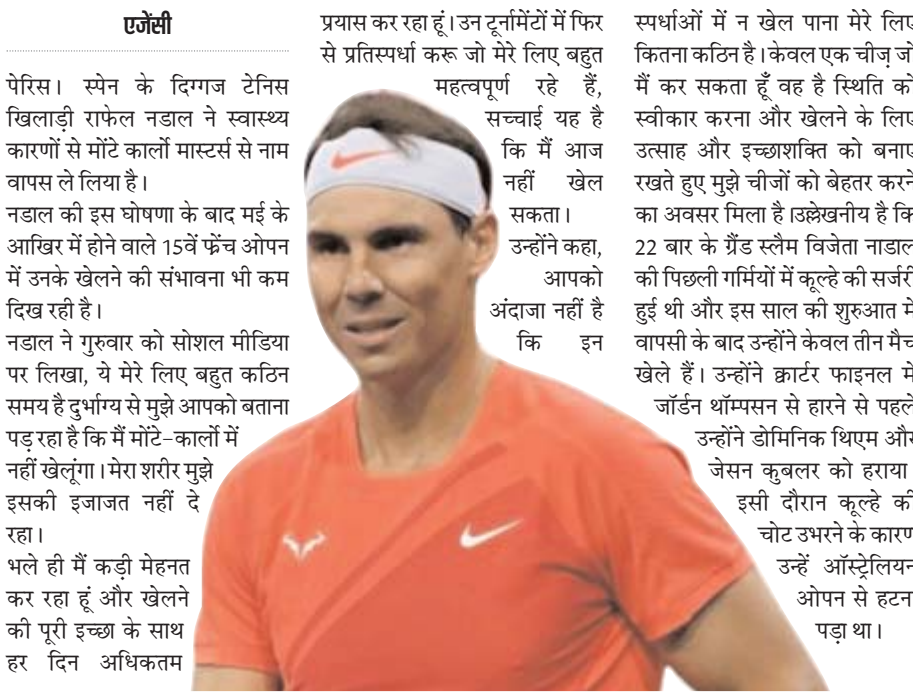 एजेंसी
पेरिस। स्पेन के दिग्गज टेनिस
खिलाड़ी राफेल नडाल ने स्वास्थ्य
कारणों से मोंटे कार्लो मास्टर्स से नाम
वापस ले लिया है।
नडाल की इस घोषणा के बाद मई के
आखिर में होने वाले 15वें फ्रेंच ओपन
में उनके खेलने की संभावना भी कम
दिख रही है।
नडाल ने गुरुवार को सोशल मीडिया
पर लिखा, ये मेरे लिए बहुत कठिन
समय है दुर्भाग्य से मुझे आपको बताना
पड़ रहा है कि मैं मोंटे-कार्लो में
नहीं खेलूंगा। मेरा शरीर मुझे
इसकी इजाजत नहीं दे
रहा।
भले ही मैं कड़ी मेहनत
कर रहा हूं और खेलने
की पूरी इच्छा के साथ
हर दिन अधिकतम
प्रयास कर रहा हूं। उन टूर्नामेंटों में फिर
से प्रतिस्पर्धा करू जो मेरे लिए बहुत
महत्वपूर्ण रहे हैं,
सच्चाई यह है
कि मैं आज
नहीं खेल
सकता।
उन्होंने कहा,
आपको
अंदाजा नहीं है
कि इन
स्पर्धाओं में न खेल पाना मेरे लिए
कितना कठिन है। केवल एक चीज़ जो
मैं कर सकता हूँ वह है स्थिति को
स्वीकार करना और खेलने के लिए
उत्साह और इच्छाशक्ति को बनाए
रखते हुए मुझे चीजों को बेहतर करने
का अवसर मिला है।उल्लेखनीय है कि
22 बार के ग्रैंड स्लैम विजेता नाडाल
की पिछली गर्मियों में कूल्हे की सर्जरी
हुई थी और इस साल की शुरुआत में
वापसी के बाद उन्होंने केवल तीन मैच
खेले हैं। उन्होंने क्वार्टर फाइनल में
जॉर्डन थॉम्पसन से हारने से पहले
उन्होंने डोमिनिक थिएम और
जेसन कुबलर को हराया
इसी दौरान कूल्हे की
चोट उभरने के कारण
उन्हें ऑस्ट्रेलियन
ओपन से हटना
पड़ा था।